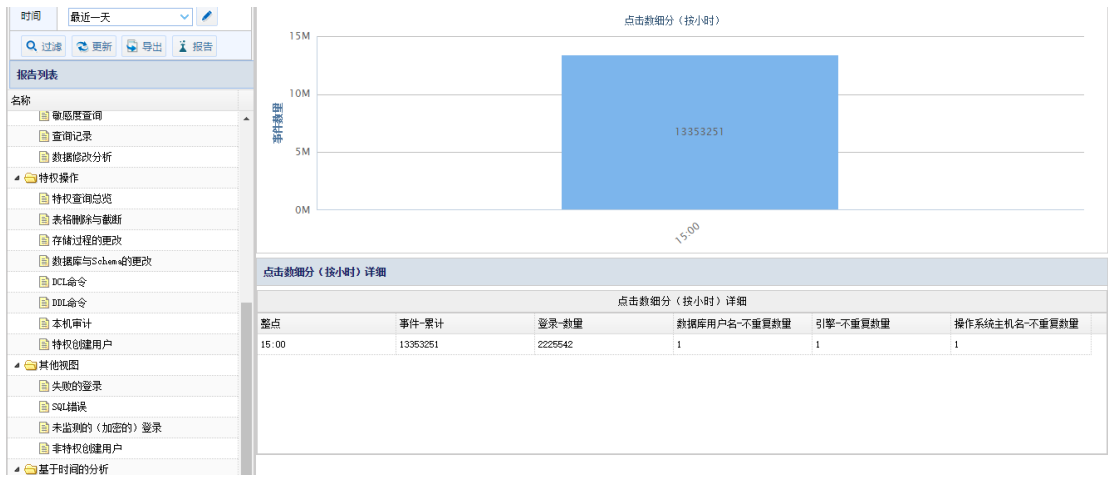 时间 最近一天
过滤 更新 导出 报告
报告列表
名称
敏感度查询
查询记录
数据修改分析
特权操作
特权查询总览
表格删除与截断
存储过程的更改
数据库与Schema的更改
DCL命令
DDL命令
本机审计
特权创建用户
其他视图
失败的登录
SQL错误
未监测的（加密的）登录
非特权创建用户
基于时间的分析
点击数细分（按小时）
事件数量
15M
10M
5M
0M
13353251
15:00
点击数细分（按小时）详细
点击数细分（按小时）详细
整点 事件-累计 登录-数量 数据库用户名-不重复数量 引擎-不重复数量 操作系统主机名-不重复数量
15:00 13353251 2225542 1 1 1